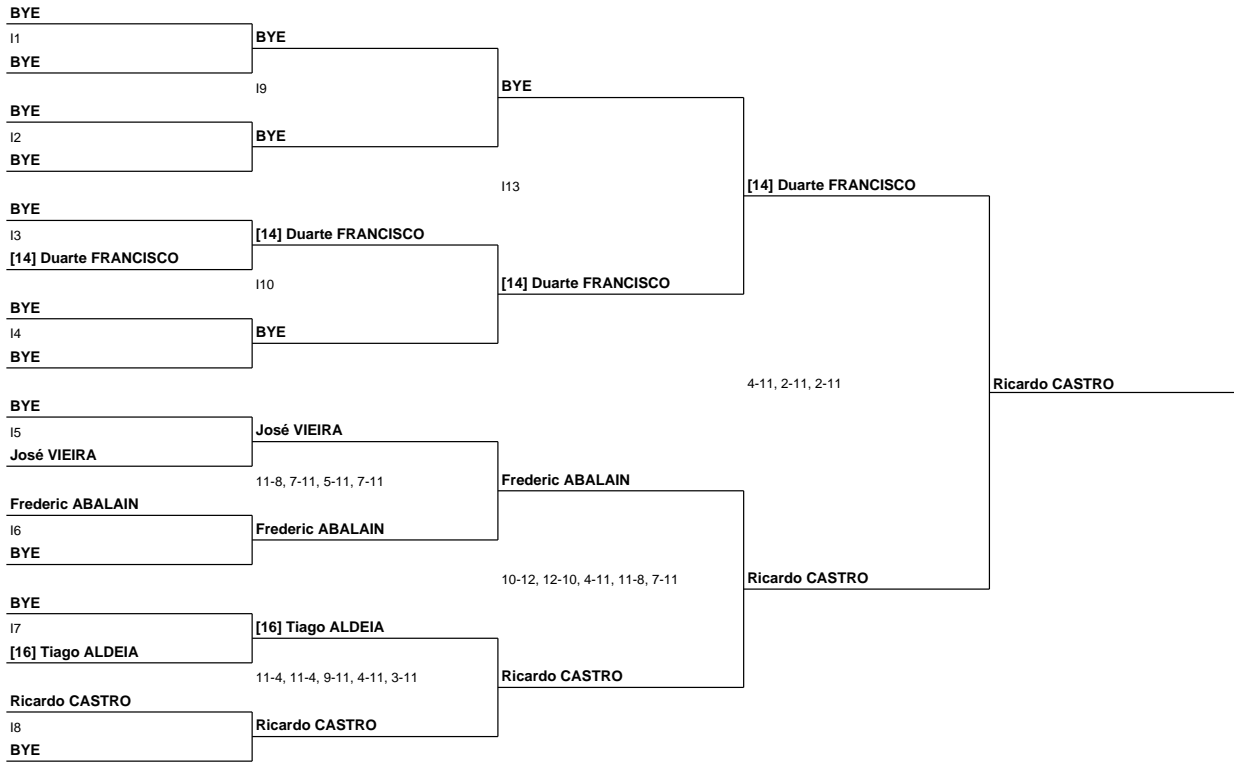 BYE
I1
BYE
BYE
I9
BYE
BYE
I2
BYE
BYE
I13
[14] Duarte FRANCISCO
BYE
I3
[14] Duarte FRANCISCO
[14] Duarte FRANCISCO
I10
[14] Duarte FRANCISCO
BYE
I4
BYE
BYE
4-11, 2-11, 2-11
Ricardo CASTRO
BYE
I5
José VIEIRA
José VIEIRA
11-8, 7-11, 5-11, 7-11
Frederic ABALAIN
Frederic ABALAIN
I6
Frederic ABALAIN
BYE
10-12, 12-10, 4-11, 11-8, 7-11
Ricardo CASTRO
BYE
I7
[16] Tiago ALDEIA
[16] Tiago ALDEIA
11-4, 11-4, 9-11, 4-11, 3-11
Ricardo CASTRO
Ricardo CASTRO
I8
Ricardo CASTRO
BYE